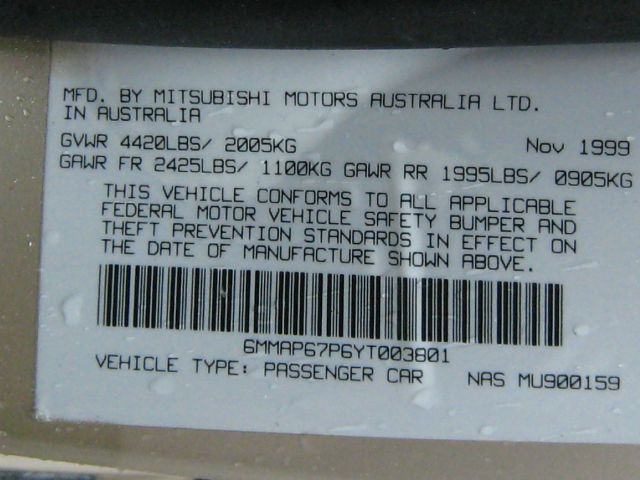 MFD. BY MITSUBISHI MOTORS AUSTRALIA LTD.
IN AUSTRALIA
GVWR 4420LBS/ 2005KG Nov 1999
GAWR FR 2425LBS/ 1100KG GAWR RR 1995LBS/ 0905KG
THIS VEHICLE CONFORMS TO ALL APPLICABLE
FEDERAL MOTOR VEHICLE SAFETY BUMPER AND
THEFT PREVENTION STANDARDS IN EFFECT ON
THE DATE OF MANUFACTURE SHOWN ABOVE.
6MMAP67P6YT003801
VEHICLE TYPE: PASSENGER CAR NAS MU900159